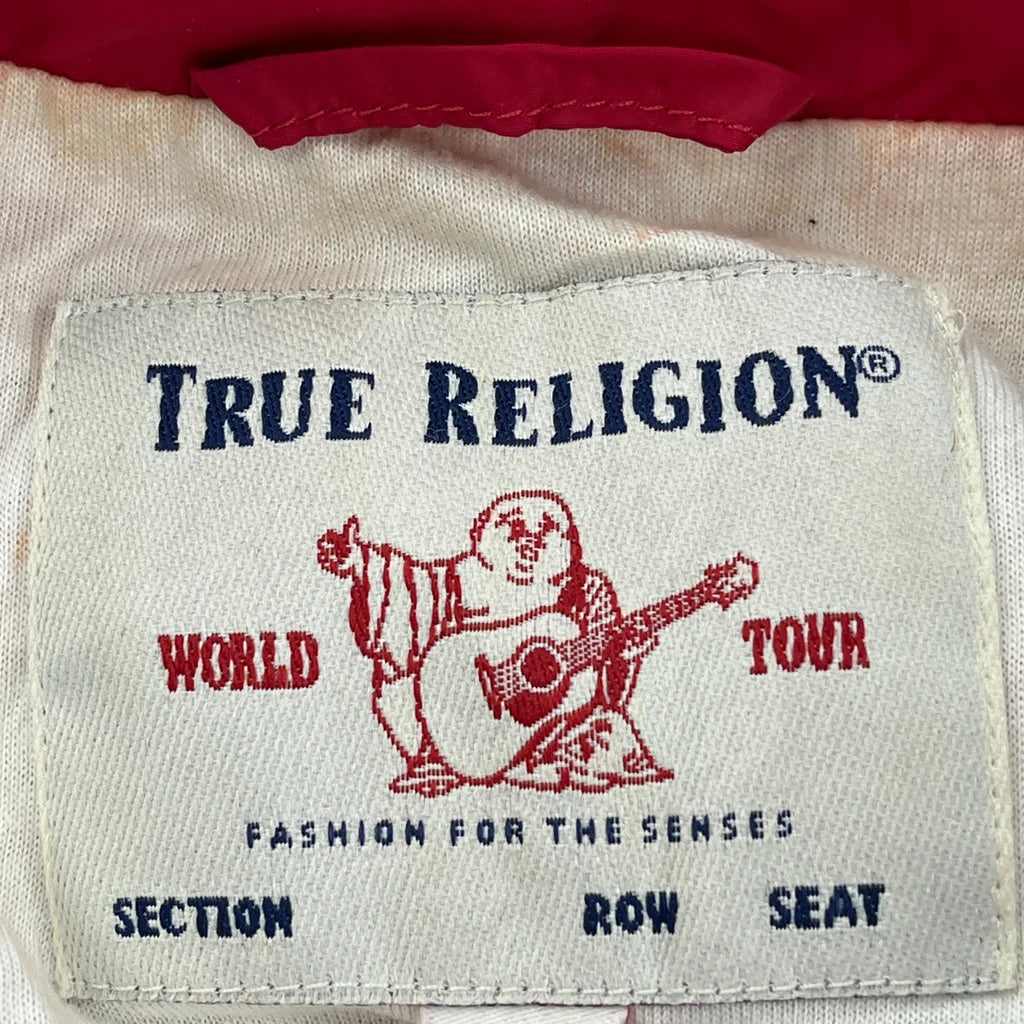 TRUE RELIGION®
WORLD TOUR
FASHION FOR THE SENSES
SECTION ROW SEAT